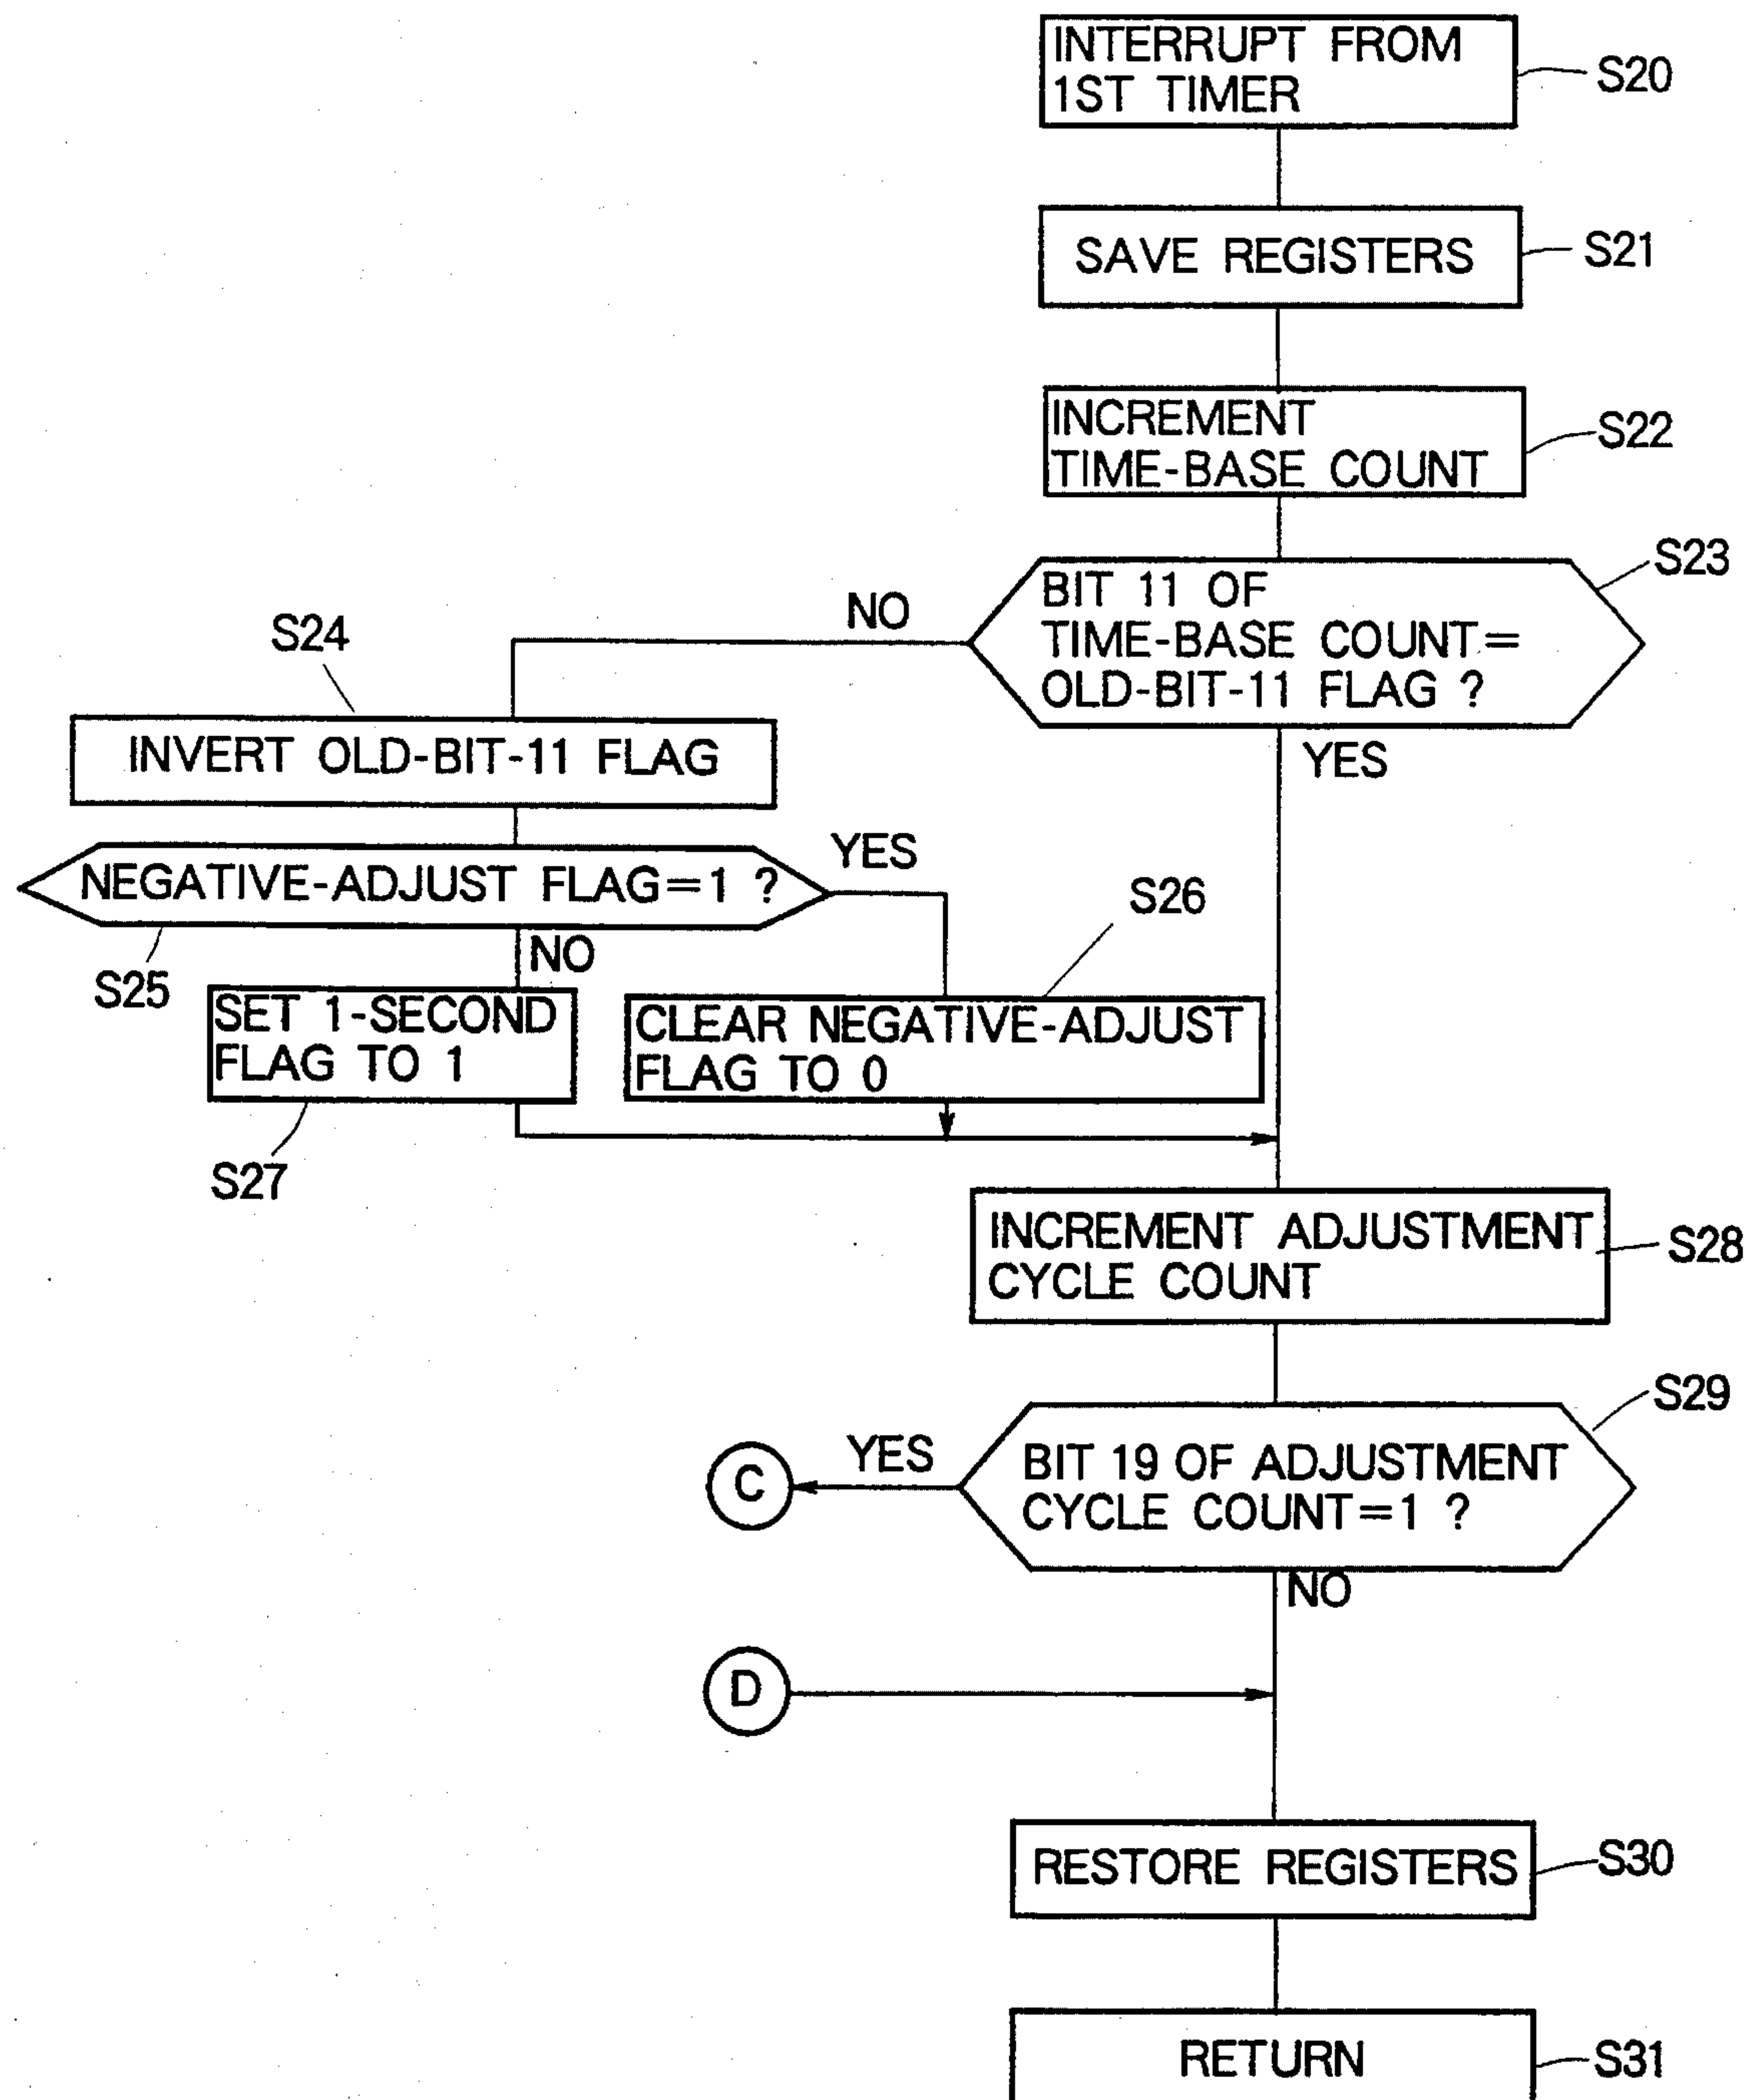 INTERRUPT FROM
1ST TIMER
S20
SAVE REGISTERS
S21
INCREMENT
TIME-BASE COUNT
S22
BIT 11 OF
TIME-BASE COUNT=
OLD-BIT-11 FLAG ?
S23
NO
YES
S24
INVERT OLD-BIT-11 FLAG
NEGATIVE-ADJUST FLAG=1 ?
YES
S25
NO
S26
SET 1-SECOND
FLAG TO 1
CLEAR NEGATIVE-ADJUST
FLAG TO 0
S27
INCREMENT ADJUSTMENT
CYCLE COUNT
S28
BIT 19 OF ADJUSTMENT
CYCLE COUNT=1 ?
S29
YES
C
NO
D
RESTORE REGISTERS
S30
RETURN
S31